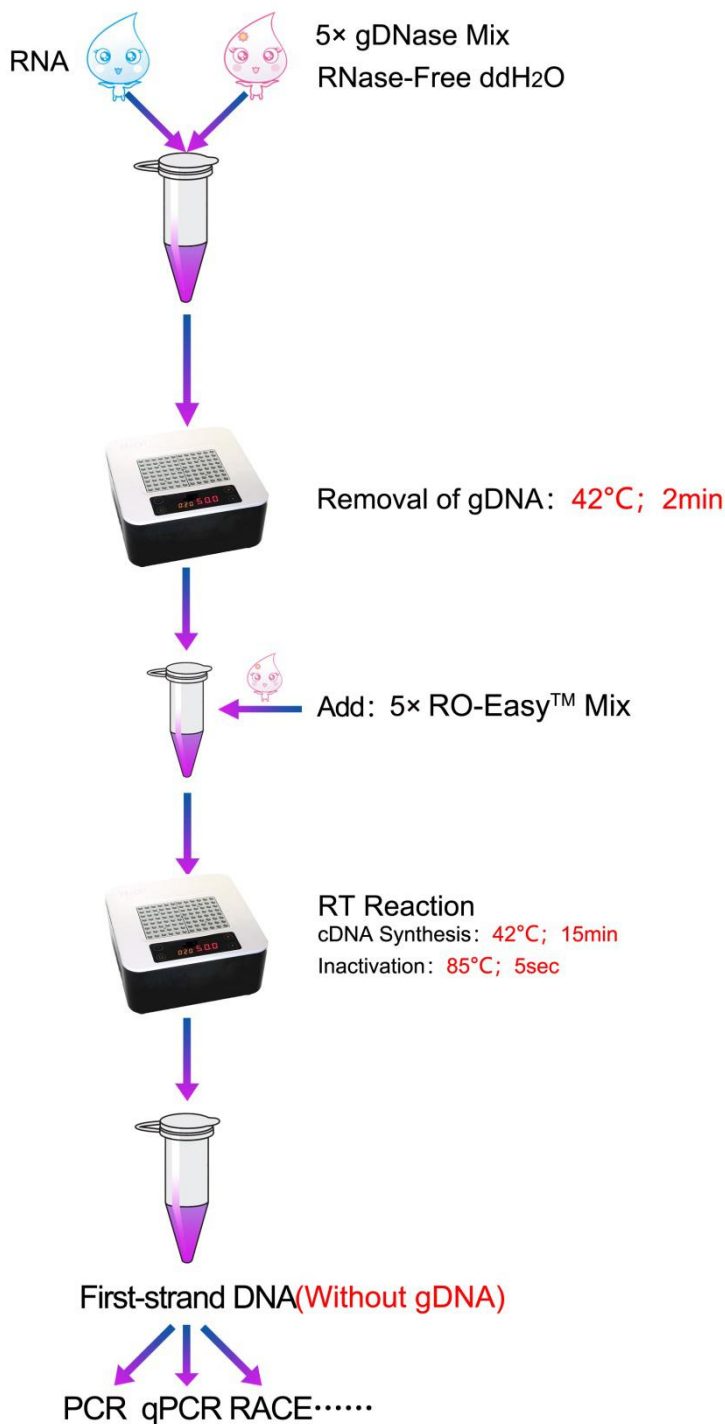 RNA
5× gDNase Mix
RNase-Free ddH2O
Removal of gDNA： 42℃； 2min
Add：5× RO-Easy™ Mix
RT Reaction
cDNA Synthesis：42℃；15min
Inactivation：85℃；5sec
First-strand DNA(Without gDNA)
PCR qPCR RACE······